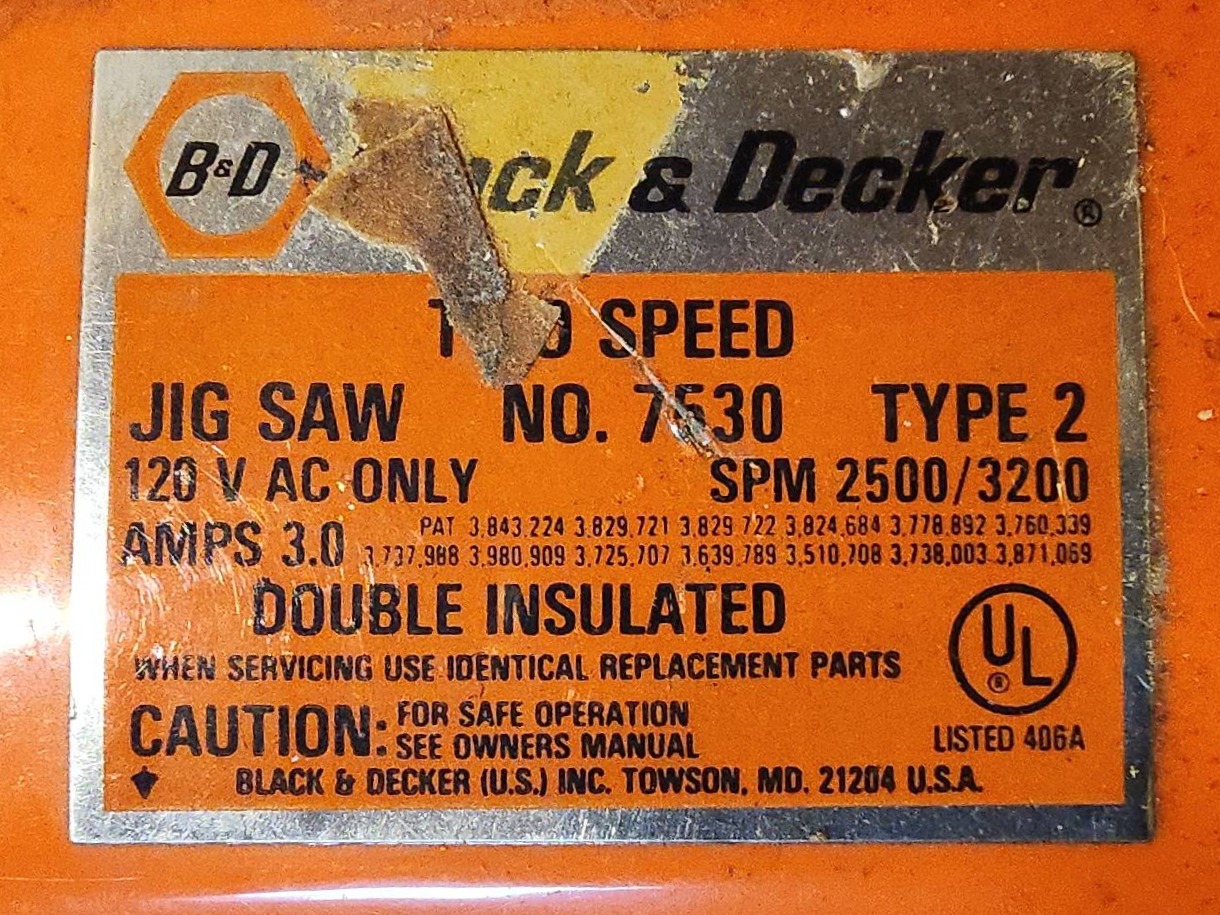 B&D
& Decker®
SPEED
JIG SAW NO. 7530 TYPE 2
120 V AC ONLY SPM 2500/3200
AMPS 3.0 PAT 3,843,224 3,829,721 3,829,722 3,824,684 3,778,892 3,760,339
3,737,988 3,980,909 3,725,707 3,639,789 3,510,708 3,738,003 3,871,069
DOUBLE INSULATED
WHEN SERVICING USE IDENTICAL REPLACEMENT PARTS
CAUTION: FOR SAFE OPERATION
SEE OWNERS MANUAL
UL®
LISTED 406A
BLACK & DECKER (U.S.) INC. TOWSON, MD. 21204 U.S.A.